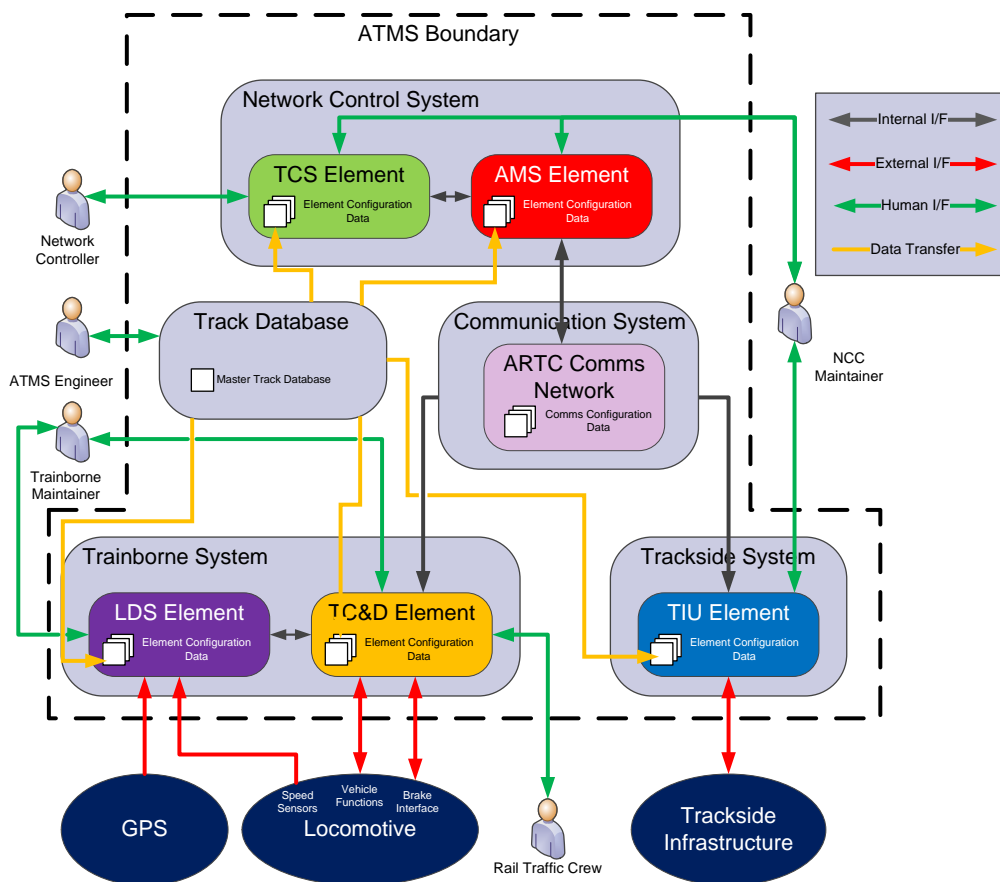 ATMS Boundary
Network Control System
TCS Element
Element Configuration
Data
AMS Element
Element Configuration
Data
Internal I/F
External I/F
Human I/F
Data Transfer
Network
Controller
Track Database
Master Track Database
Communication System
ARTC Comms
Network
Comms Configuration
Data
NCC
Maintainer
ATMS Engineer
Trainborne
Maintainer
Trainborne System
LDS Element
Element Configuration
Data
TC&D Element
Element Configuration
Data
Trackside System
TIU Element
Element Configuration
Data
GPS
Speed
Sensors
Vehicle
Functions
Brake
Interface
Locomotive
Rail Traffic Crew
Trackside
Infrastructure